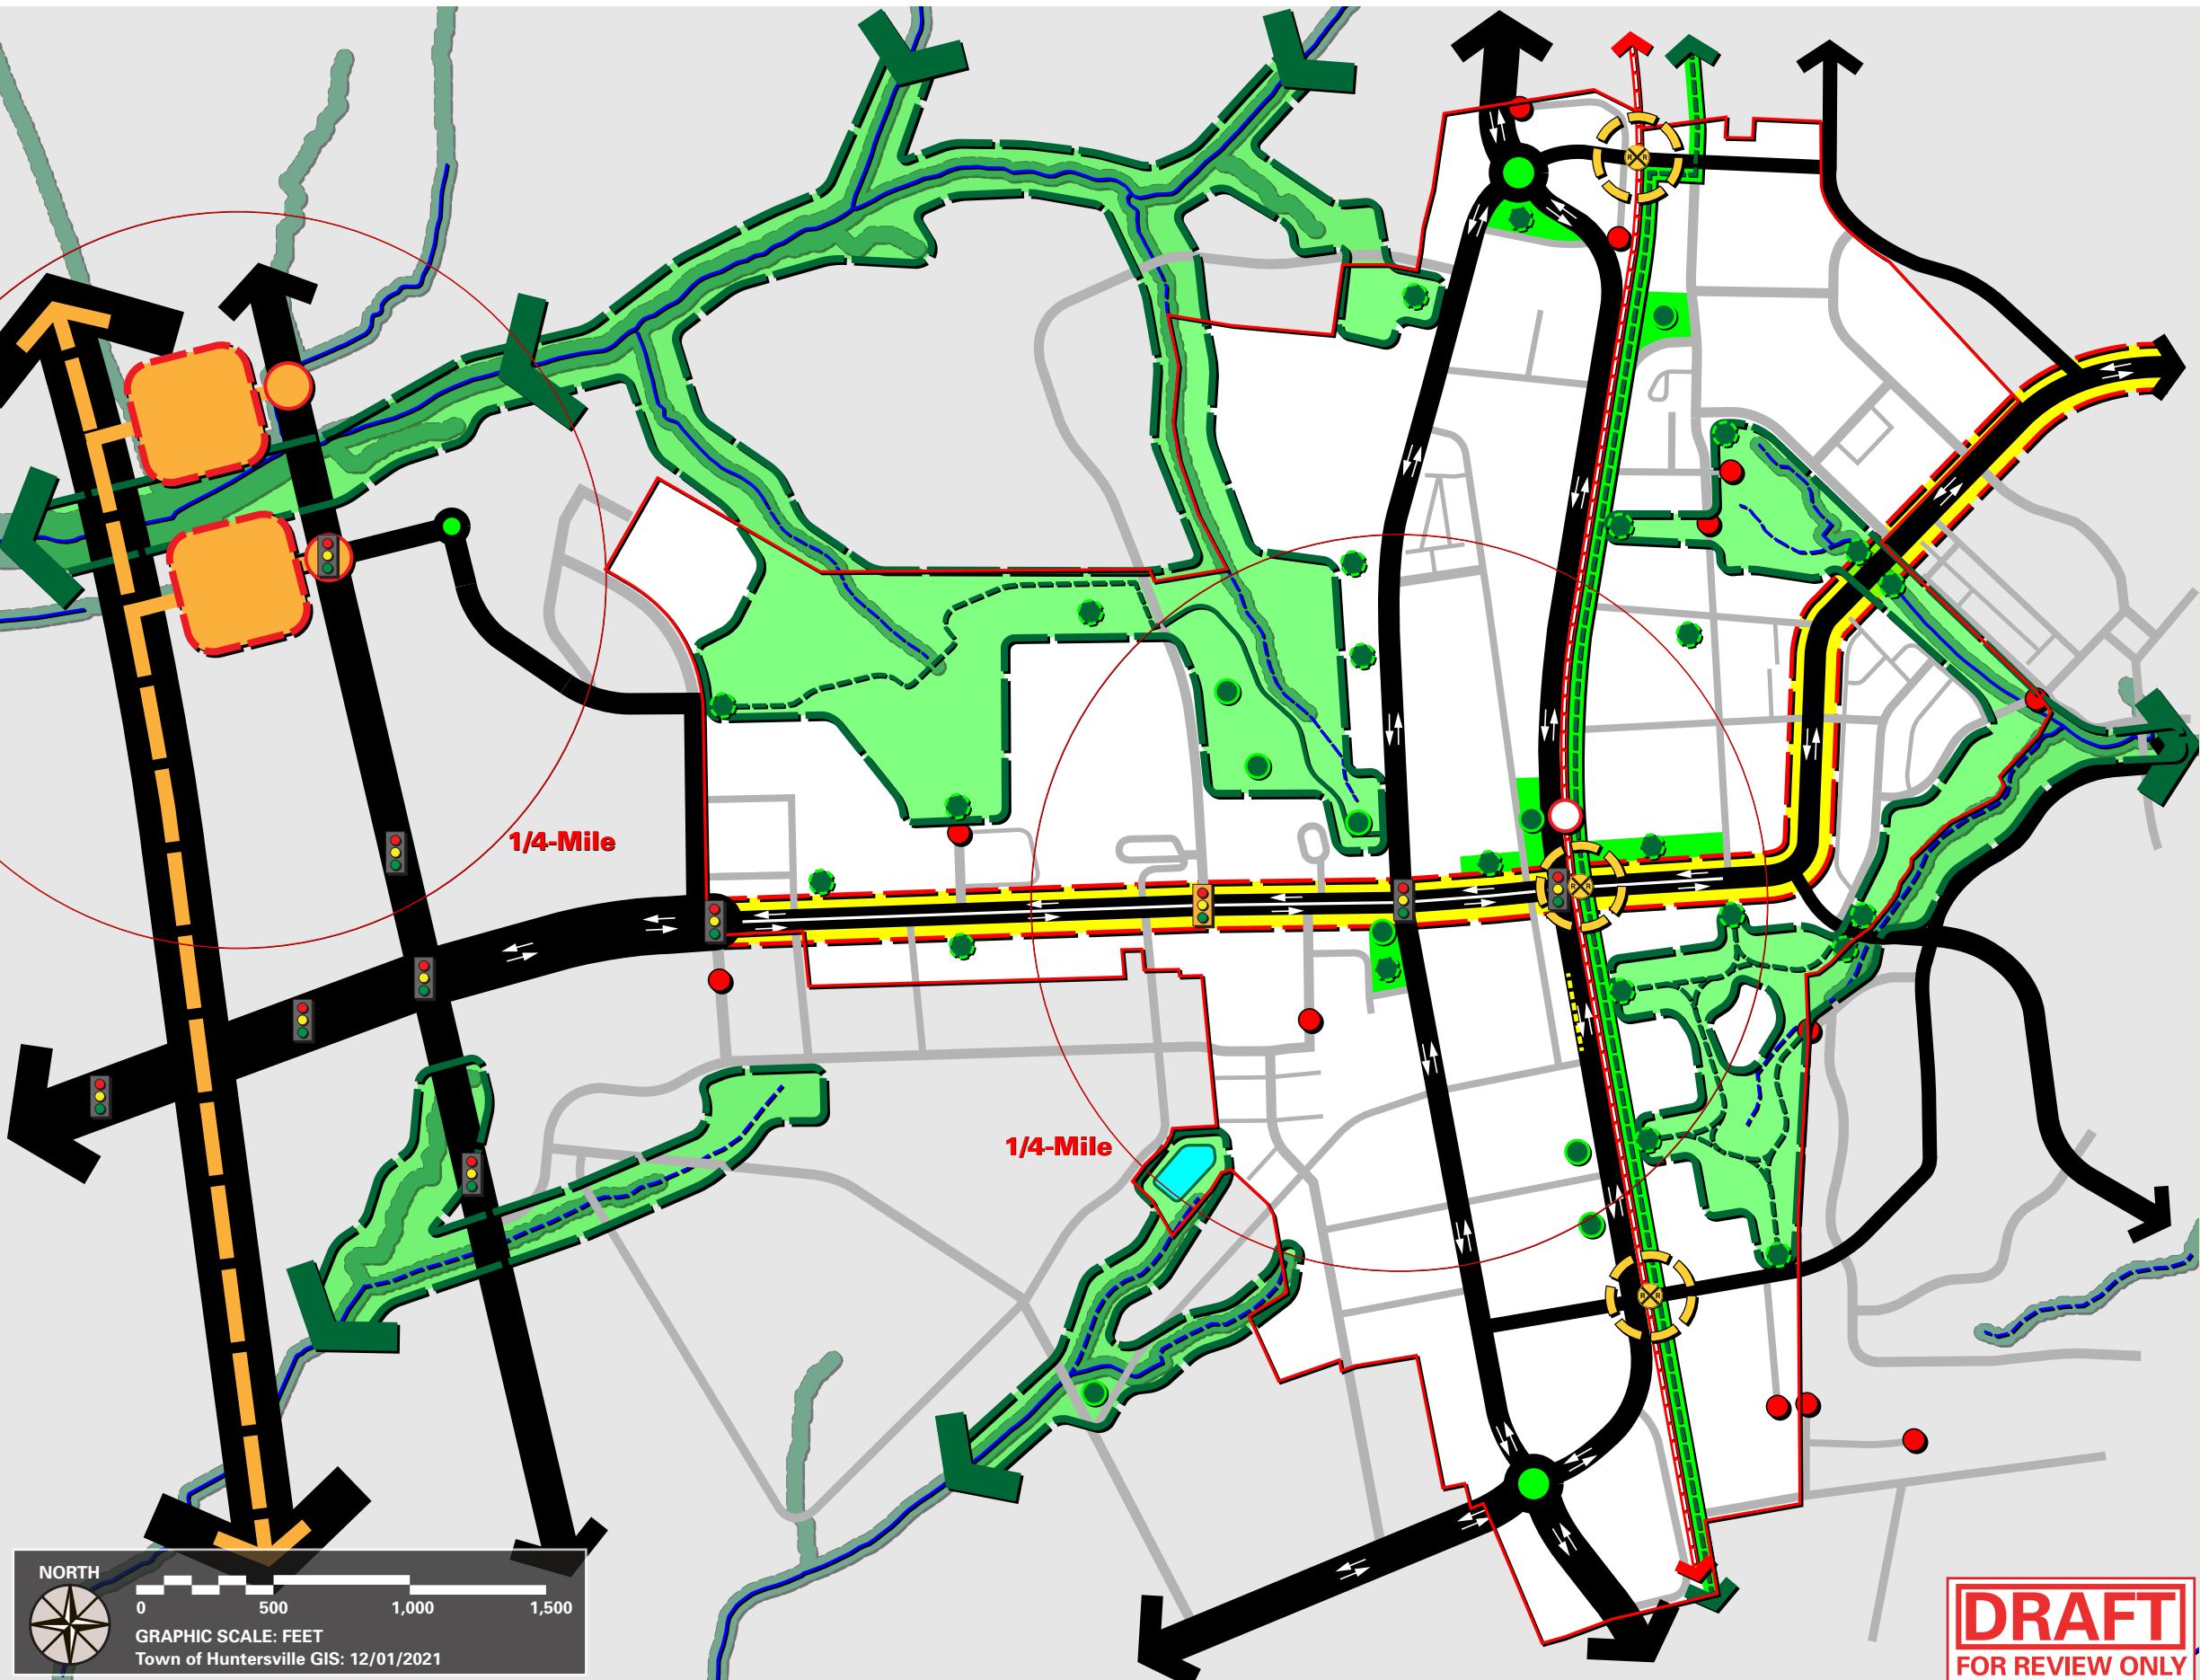 1/4-Mile
1/4-Mile
NORTH
0 500 1,000 1,500
GRAPHIC SCALE: FEET
Town of Huntersville GIS: 12/01/2021
R R
R R
R R
DRAFT
FOR REVIEW ONLY